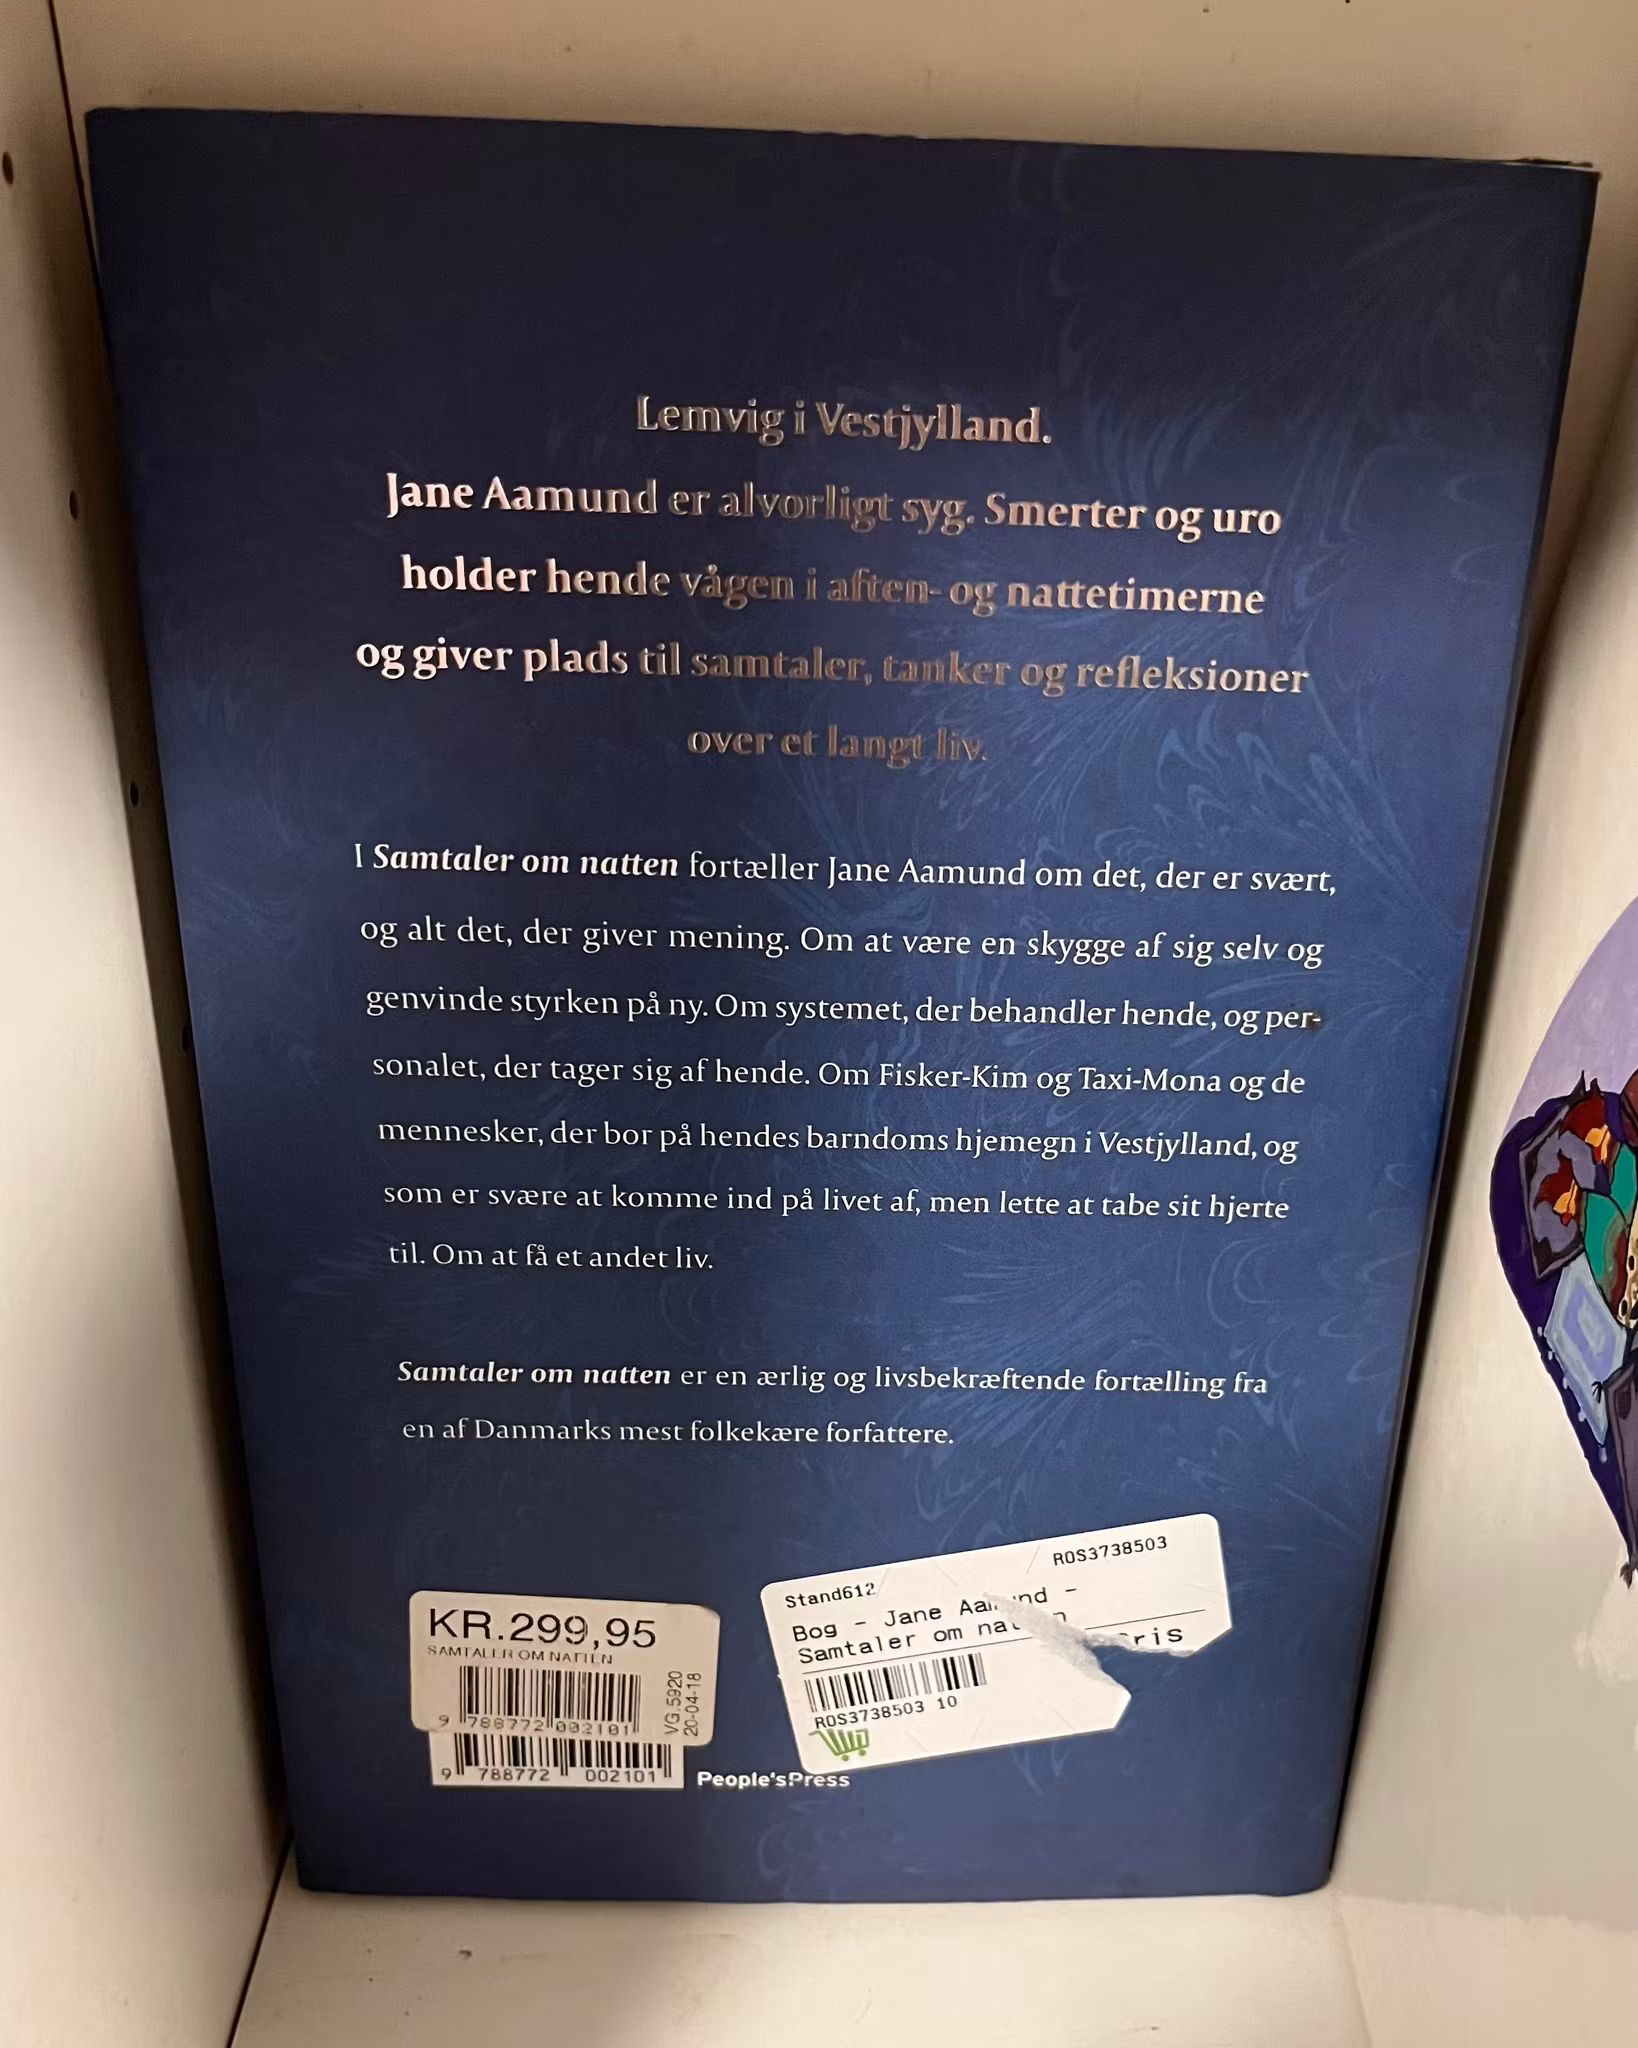 Lemvig i Vestjylland.
Jane Aamund er alvorligt syg. Smerter og uro
holder hende vågen i aften- og nattetimerne
og giver plads til samtaler, tanker og refleksioner
over et langt liv.
I Samtaler om natten fortæller Jane Aamund om det, der er svært,
og alt det, der giver mening. Om at være en skygge af sig selv og
genvinde styrken på ny. Om systemet, der behandler hende, og per-
sonalet, der tager sig af hende. Om Fisker-Kim og Taxi-Mona og de
mennesker, der bor på hendes barndoms hjemegn i Vestjylland, og
som er svære at komme ind på livet af, men lette at tabe sit hjerte
til. Om at få et andet liv.
Samtaler om natten er en ærlig og livsbekræftende fortælling fra
en af Danmarks mest folkekære forfattere.
KR.299,95
SAMTALER OM NATTEN
9 788772 002101
VG.5920
20-04-18
9 788772 002101
People'sPress
Stand612
ROS3738503
Bog - Jane -
Samtaler om
ROS3738503 10